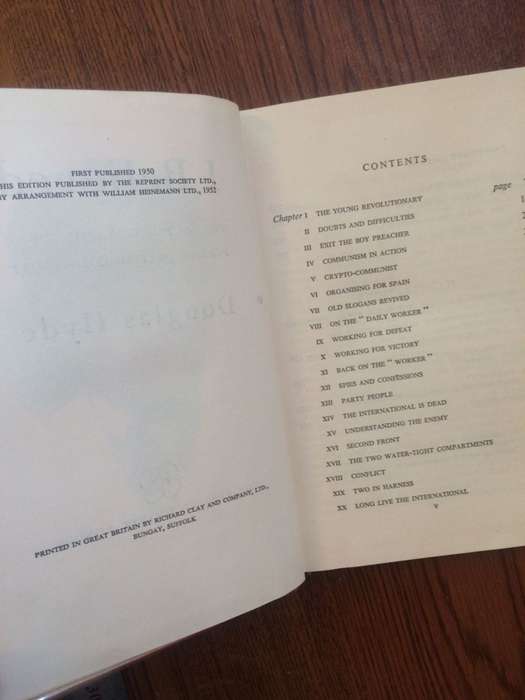 FIRST PUBLISHED 1950
HIS EDITION PUBLISHED BY THE REPRINT SOCIETY LTD.,
Y ARRANGEMENT WITH WILLIAM HEINEMANN LTD., 1952
PRINTED IN GREAT BRITAIN BY RICHARD CLAY AND COMPANY, LTD.,
BUNGAY, SUFFOLK
CONTENTS
Chapter page
I THE YOUNG REVOLUTIONARY
II DOUBTS AND DIFFICULTIES
III EXIT THE BOY PREACHER
IV COMMUNISM IN ACTION
V CRYPTO-COMMUNIST
VI ORGANISING FOR SPAIN
VII OLD SLOGANS REVIVED
VIII ON THE "DAILY WORKER"
IX WORKING FOR DEFEAT
X WORKING FOR VICTORY
XI BACK ON THE "WORKER"
XII SPIES AND CONFESSIONS
XIII PARTY PEOPLE
XIV THE INTERNATIONAL IS DEAD
XV UNDERSTANDING THE ENEMY
XVI SECOND FRONT
XVII THE TWO WATER-TIGHT COMPARTMENTS
XVIII CONFLICT
XIX TWO IN HARNESS
XX LONG LIVE THE INTERNATIONAL
V